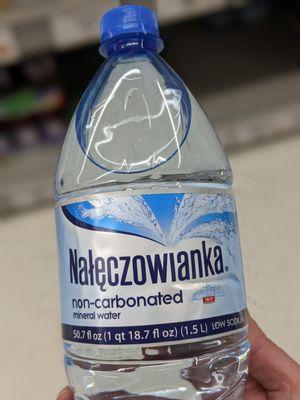 Nałęczowianka®
non-carbonated
mineral water
50.7 fl oz (1 qt 18.7 fl oz) (1.5 L) LOW SODIUM